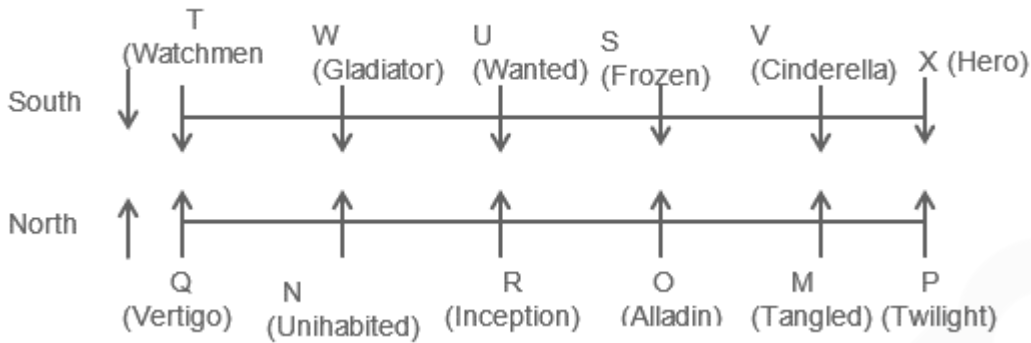 T
(Watchmen
W
(Gladiator)
U
(Wanted)
S
(Frozen)
V
(Cinderella)
X (Hero)
South
North
Q
(Vertigo)
N
(Unihabited)
R
(Inception)
O
(Alladin)
M
(Tangled)
P
(Twilight)